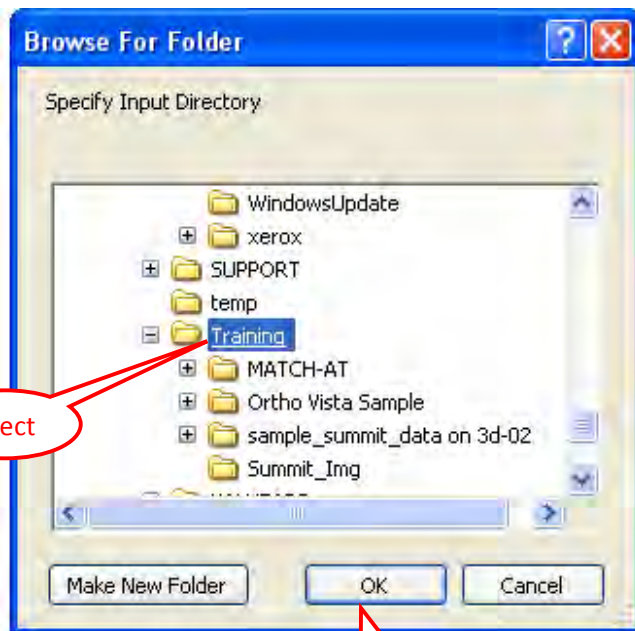 Browse For Folder
Specify Input Directory
WindowsUpdate
xerox
SUPPORT
temp
Training
MATCH-AT
Ortho Vista Sample
sample_summit_data on 3d-02
Summit_Img
ect
Make New Folder OK Cancel